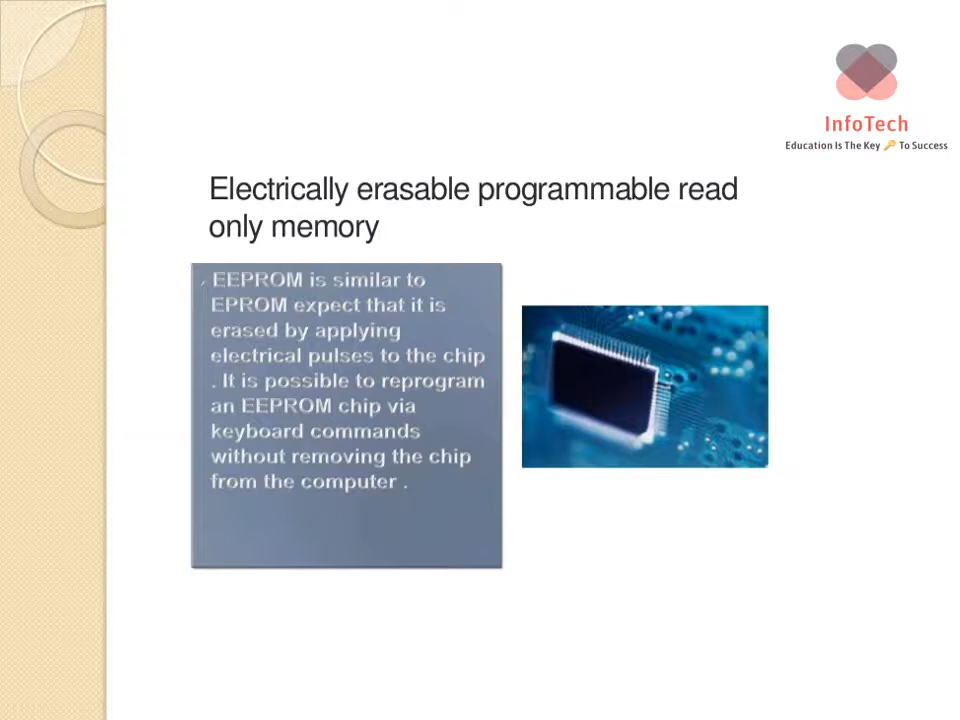 InfoTech
Education Is The Key To Success
Electrically erasable programmable read
only memory
EEPROM is similar to
EPROM expect that it is
erased by applying
electrical pulses to the chip
. It is possible to reprogram
an EEPROM chip via
keyboard commands
without removing the chip
from the computer .